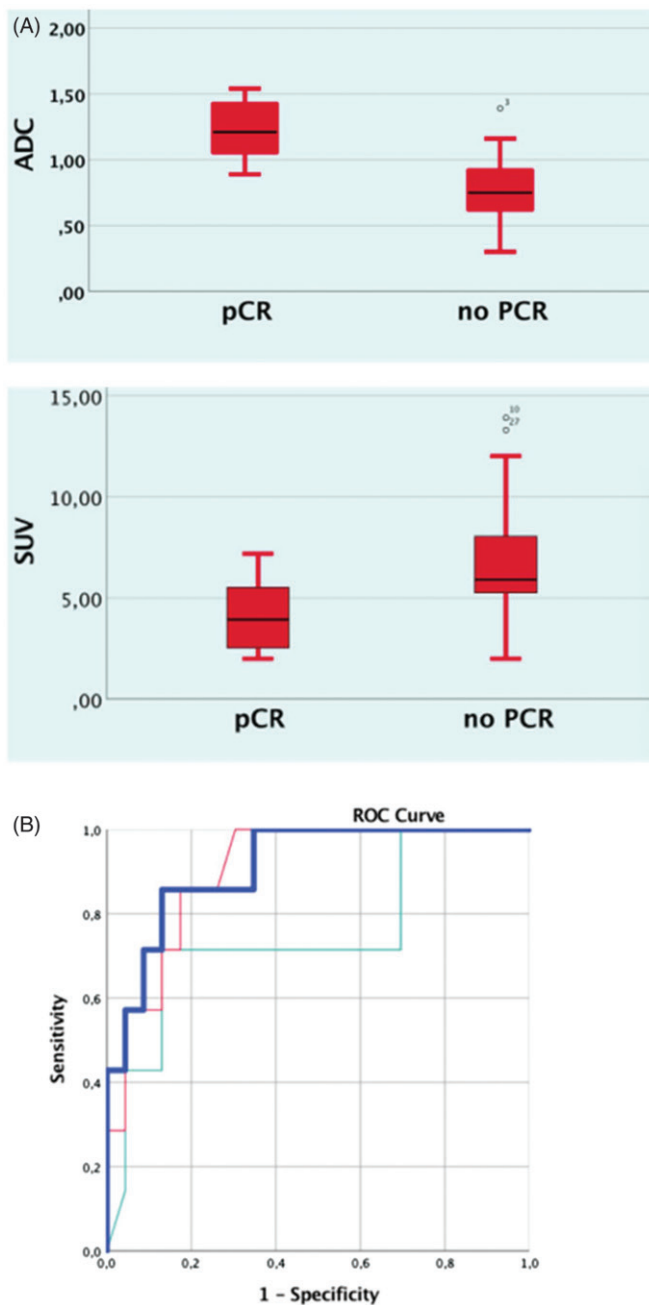 (A)
2,00
1,50
1,00
,50
,00
ADC
3
pCR
no PCR
15,00
10,00
5,00
,00
SUV
10
27
pCR
no PCR
(B)
ROC Curve
1,0
0,8
0,6
0,4
0,2
0,0
Sensitivity
0,0
0,2
0,4
0,6
0,8
1,0
1 - Specificity